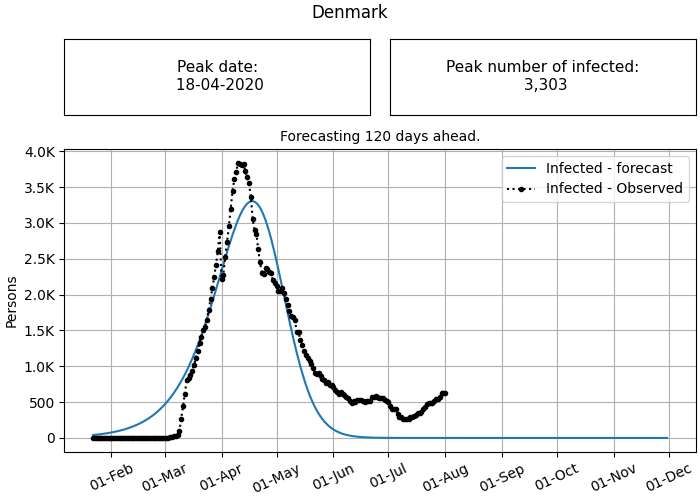 Denmark
Peak date:
18-04-2020
Peak number of infected:
3,303
Forecasting 120 days ahead.
4.0K
3.5K
3.0K
2.5K
2.0K
1.5K
1.0K
500
0
Persons
Infected - forecast
Infected - Observed
01-Feb
01-Mar
01-Apr
01-May
01-Jun
01-Jul
01-Aug
01-Sep
01-Oct
01-Nov
01-Dec